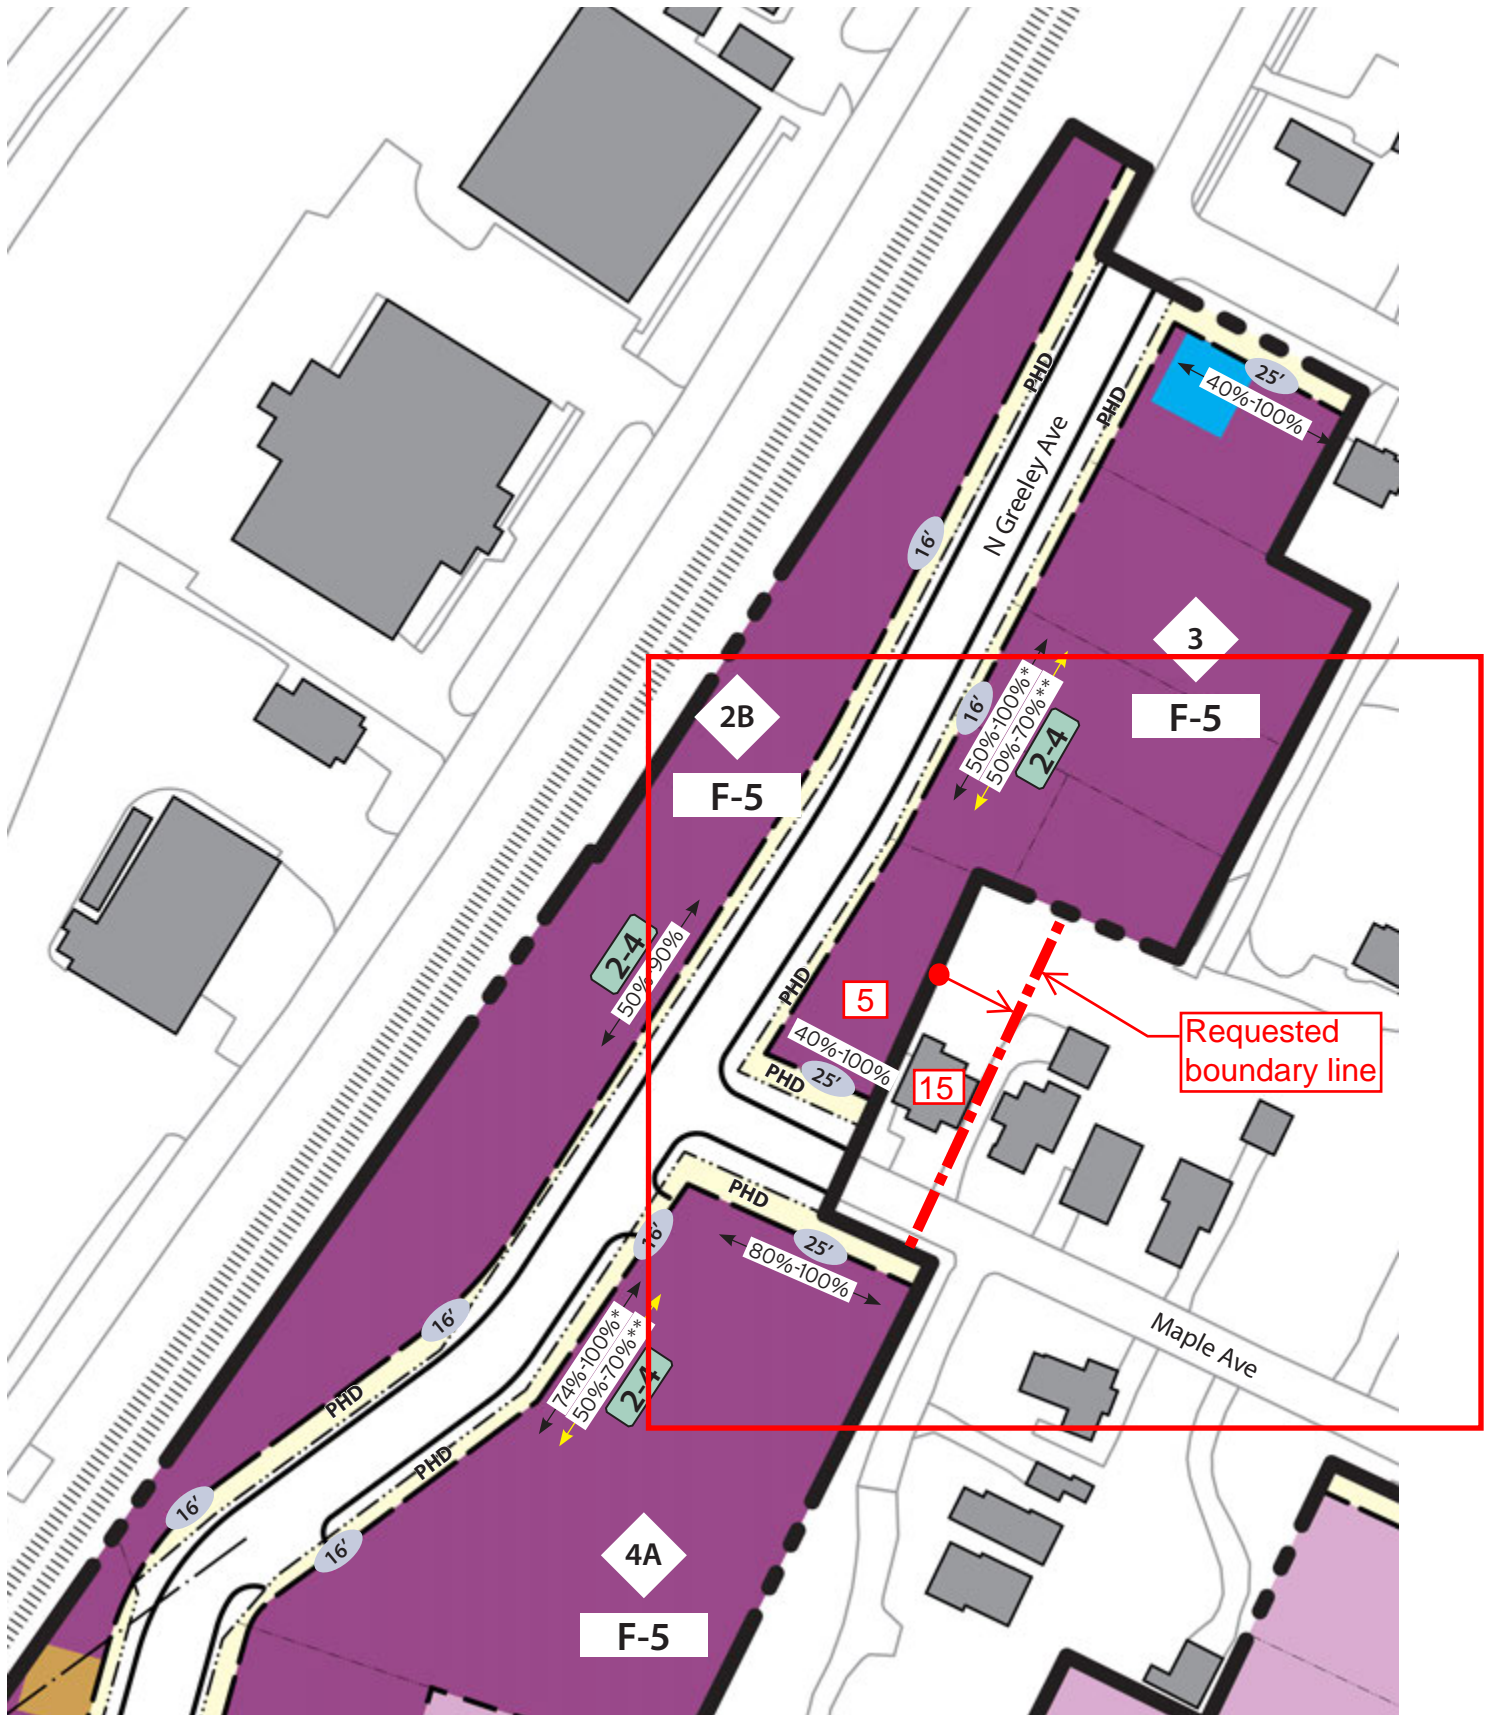 PHD
25'
40%-100%
PHD
N Greeley Ave
16'
3
F-5
16'
50%-100%*
50%-70%**
2-4
2B
F-5
2-4
50%-90%
PHD
5
40%-100%
PHD
25'
15
Requested
boundary line
PHD
16'
25'
80%-100%
16'
74%-100%*
50%-70%**
2-4
Maple Ave
PHD
PHD
16'
16'
4A
F-5